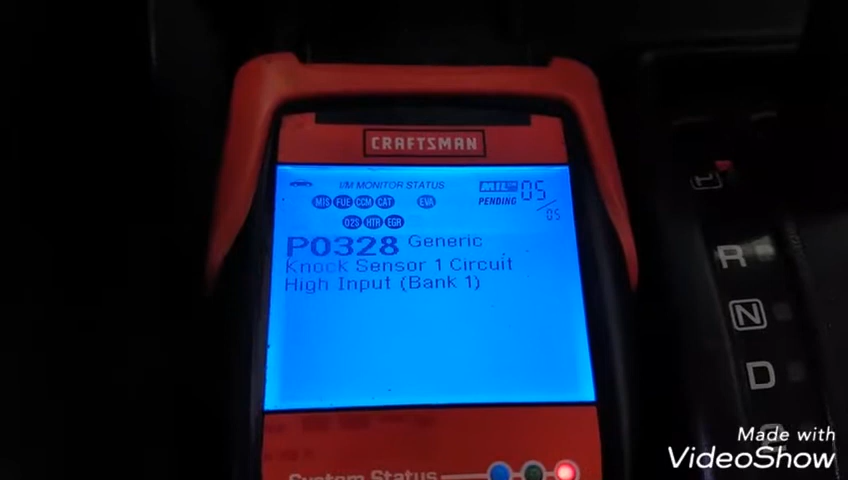 CRAFTSMAN
I/M MONITOR STATUS
MIL 05
PENDING
05
MIS FUE CCM CAT EVA
O2S HTR EGR
P0328 Generic
Knock Sensor 1 Circuit
High Input (Bank 1)
System Status
R
N
D
Made with
VideoShow